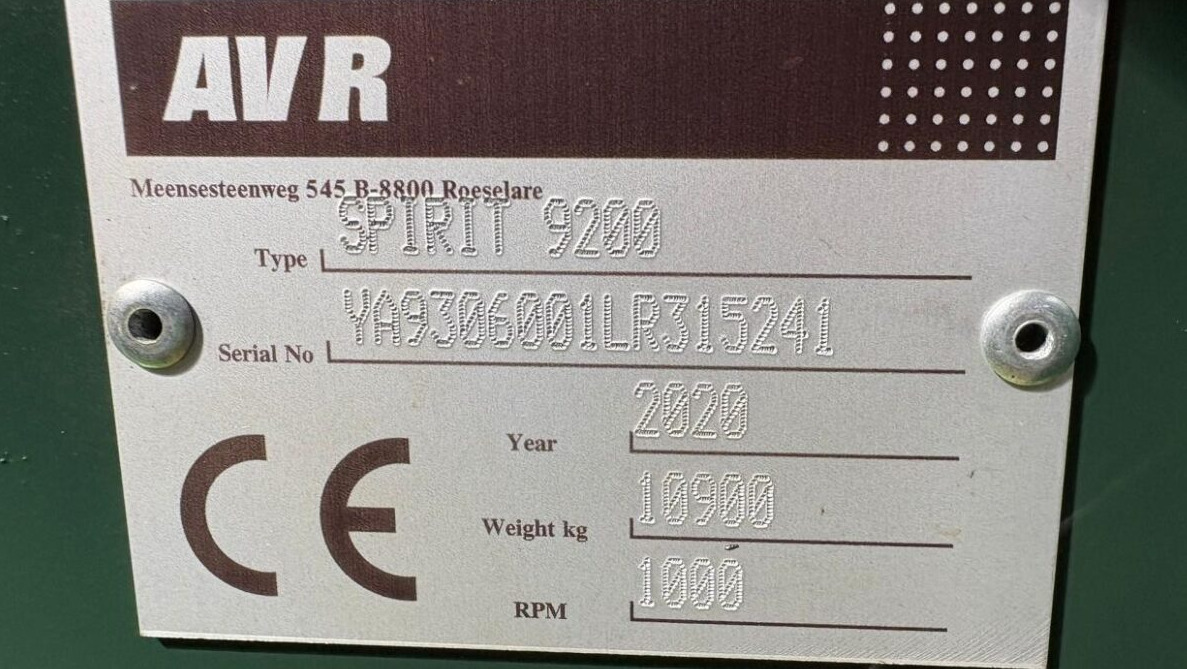 AVR
Meensesteenweg 545 B-8800 Roeselare
Type SPIRIT 9200
Serial No YA9306001LR315241
Year 2020
Weight kg 10900
RPM 1000
CE